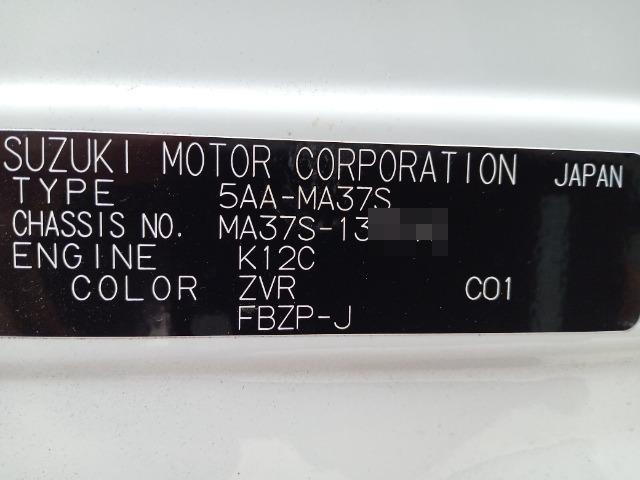 SUZUKI MOTOR CORPORATION JAPAN
TYPE 5AA-MA37S
CHASSIS NO. MA37S-13
ENGINE K12C
COLOR ZVR C01
FBZP-J